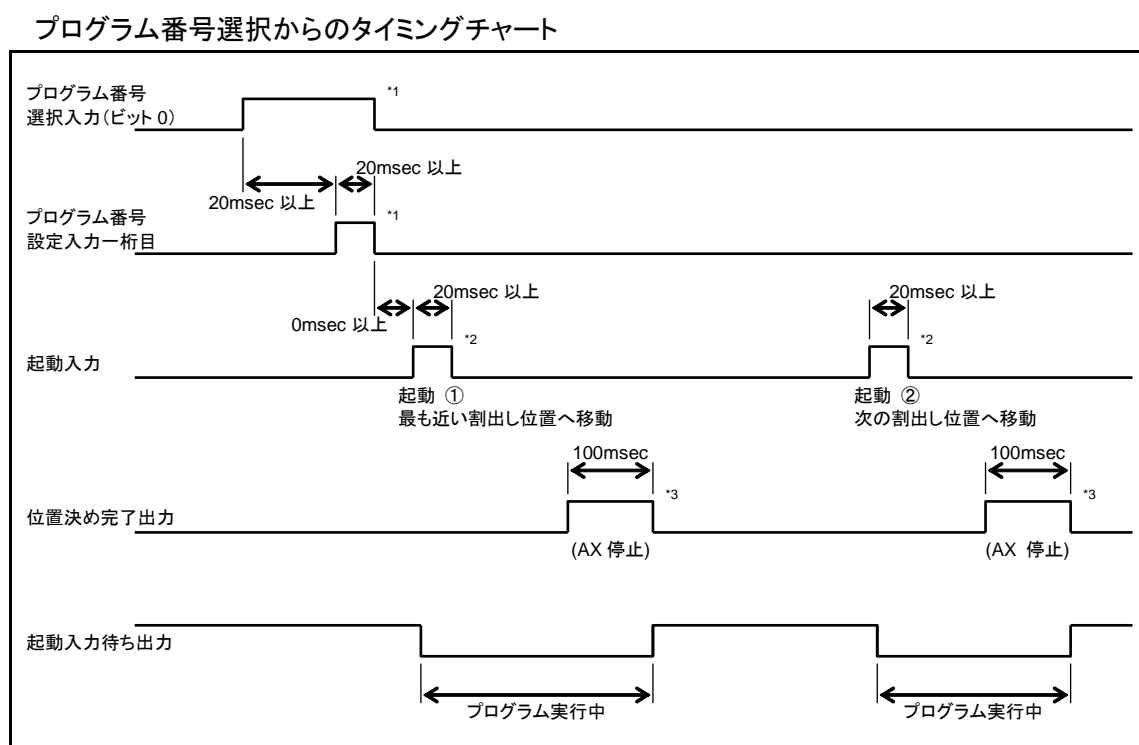 プログラム番号選択からのタイミングチャート
プログラム番号
選択入力(ビット 0)
*1
20msec 以上
20msec 以上
プログラム番号
設定入力一桁目
*1
20msec 以上
0msec 以上
20msec 以上
起動入力
*2
*2
起動 ①
最も近い割出し位置へ移動
起動 ②
次の割出し位置へ移動
100msec
100msec
位置決め完了出力
*3
*3
(AX 停止)
(AX 停止)
起動入力待ち出力
プログラム実行中
プログラム実行中